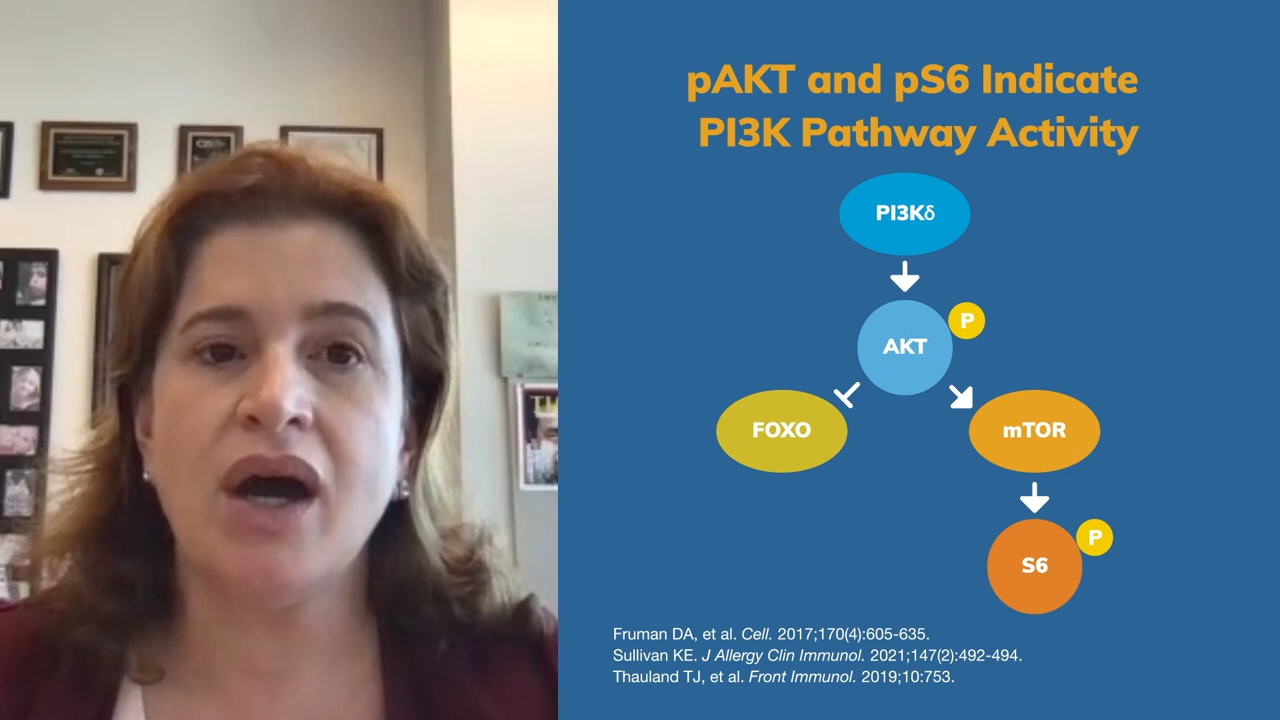 pAKT and pS6 Indicate
PI3K Pathway Activity
PI3Kδ
AKT
P
FOXO
mTOR
S6
P
Fruman DA, et al. Cell. 2017;170(4):605-635.
Sullivan KE. J Allergy Clin Immunol. 2021;147(2):492-494.
Thauland TJ, et al. Front Immunol. 2019;10:753.